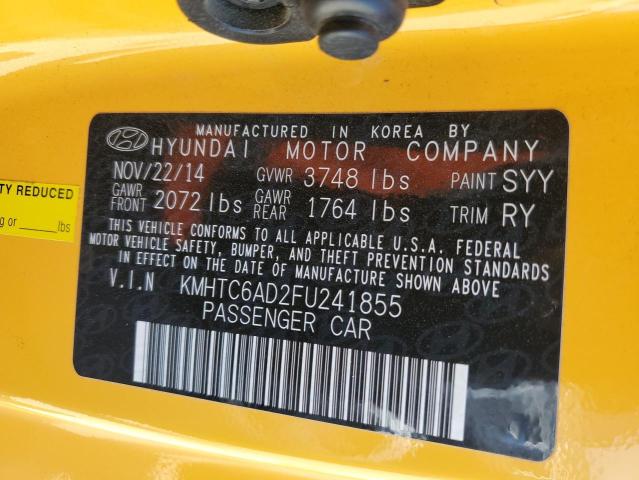 MANUFACTURED IN KOREA BY
HYUNDAI MOTOR COMPANY
NOV/22/14 GVWR 3748 lbs PAINT SYY
GAWR FRONT 2072 lbs GAWR REAR 1764 lbs TRIM RY
THIS VEHICLE CONFORMS TO ALL APPLICABLE U.S.A. FEDERAL
MOTOR VEHICLE SAFETY, BUMPER, AND THEFT PREVENTION STANDARDS
IN EFFECT ON THE DATE OF MANUFACTURE SHOWN ABOVE.
V.I.N KMHTC6AD2FU241855
PASSENGER CAR
TY REDUCED
g or ____lbs